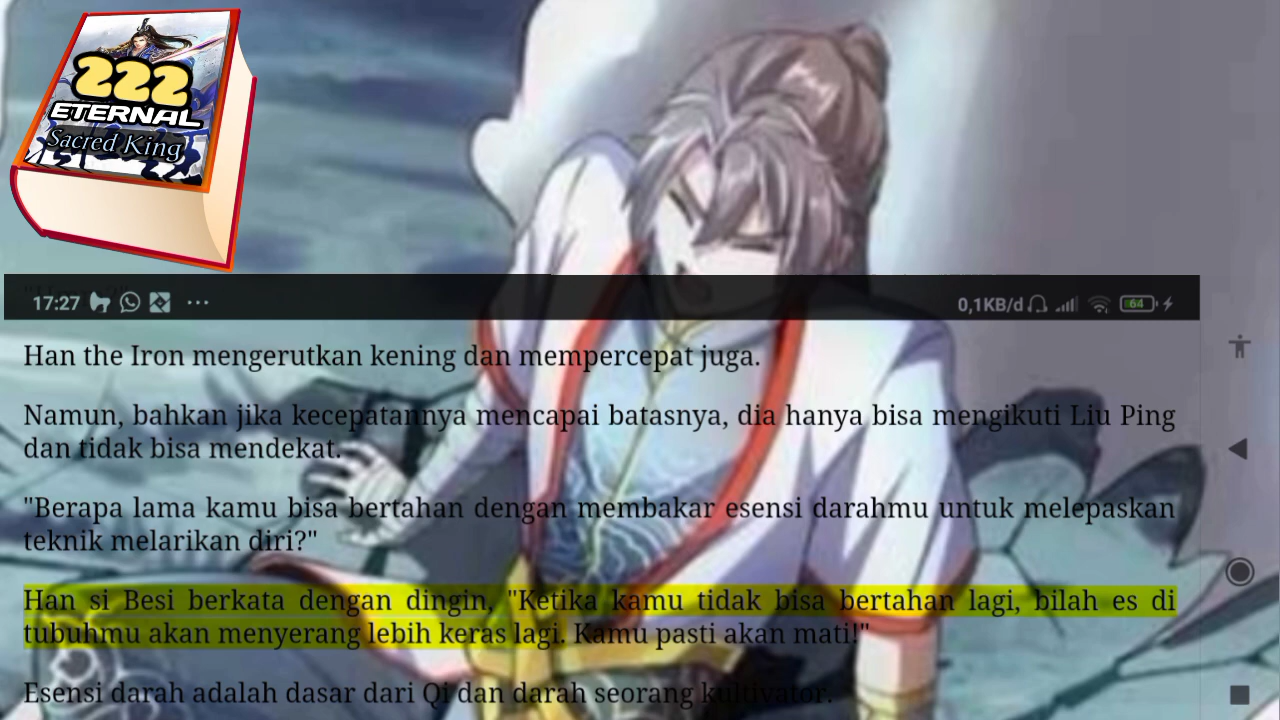 222
ETERNAL
Sacred King
17:27
0,1KB/d
64
Han the Iron mengerutkan kening dan mempercepat juga.
Namun, bahkan jika kecepatannya mencapai batasnya, dia hanya bisa mengikuti Liu Ping
dan tidak bisa mendekat.
"Berapa lama kamu bisa bertahan dengan membakar esensi darahmu untuk melepaskan
teknik melarikan diri?"
Han si Besi berkata dengan dingin, "Ketika kamu tidak bisa bertahan lagi, bilah es di
tubuhmu akan menyerang lebih keras lagi. Kamu pasti akan mati!"
Esensi darah adalah dasar dari Qi dan darah seorang kultivator.